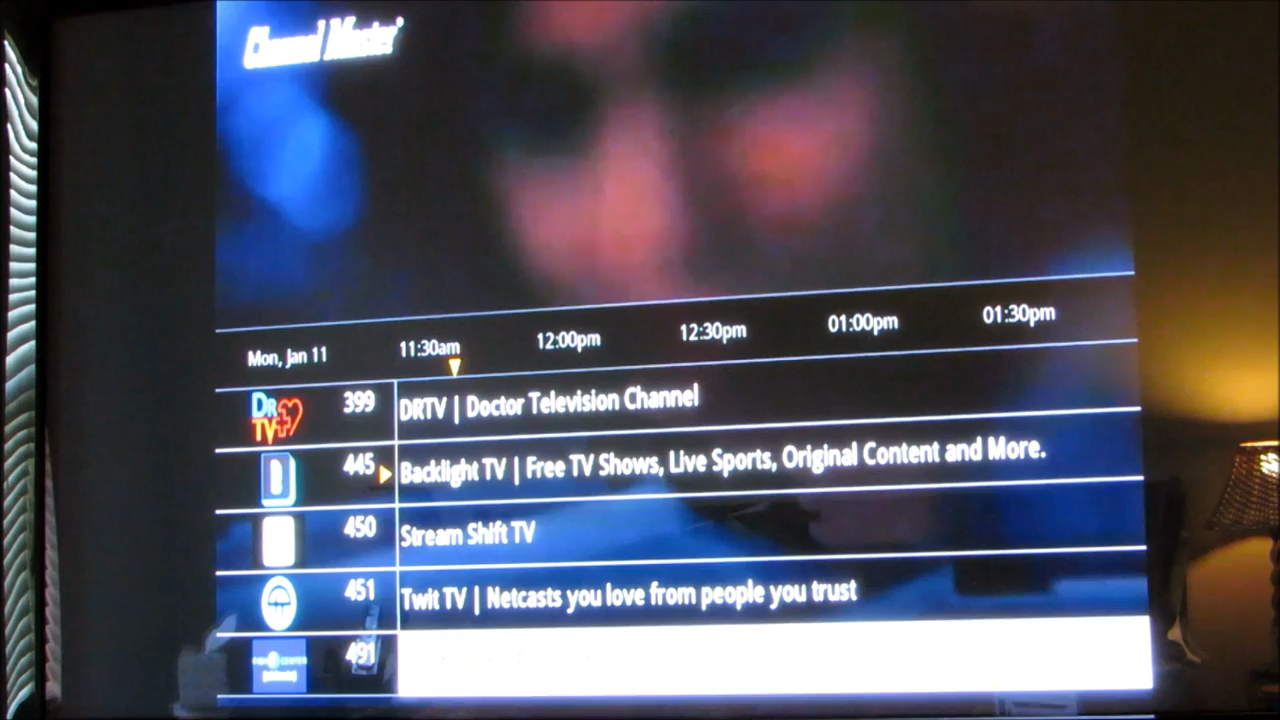 Channel Master
Mon, Jan 11 11:30am 12:00pm 12:30pm 01:00pm 01:30pm
DR TV 399 DRTV | Doctor Television Channel
445 Backlight TV | Free TV Shows, Live Sports, Original Content and More.
450 Stream Shift TV
451 Twit TV | Netcasts you love from people you trust
491